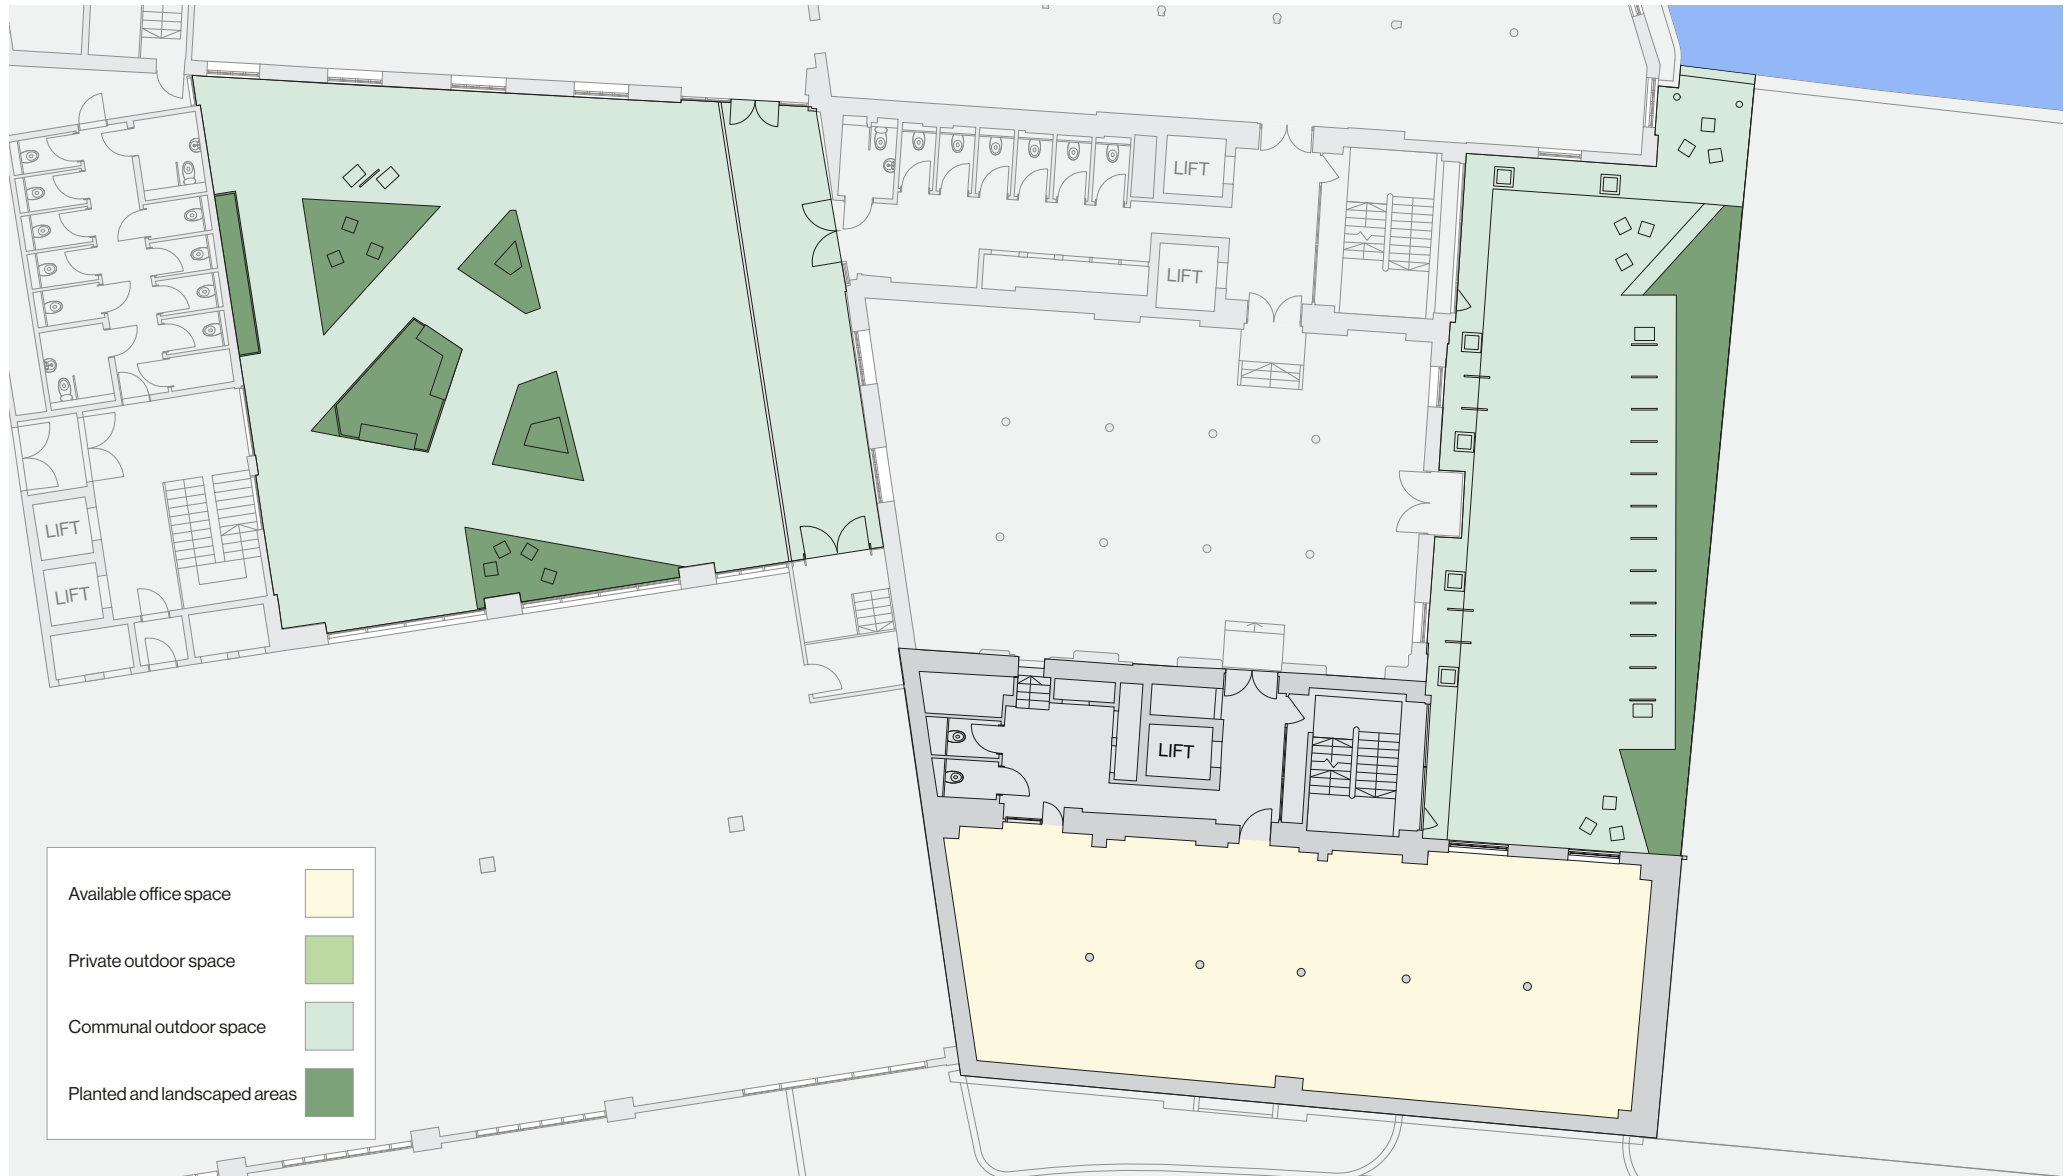 LIFT
LIFT
LIFT
LIFT
LIFT
Available office space
Private outdoor space
Communal outdoor space
Planted and landscaped areas